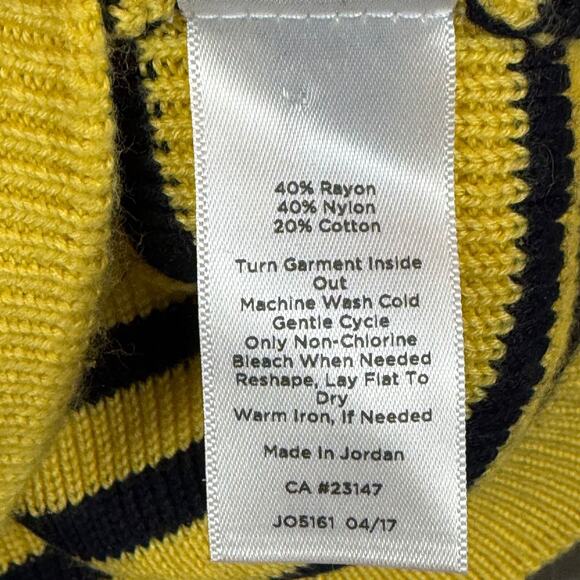 40% Rayon
40% Nylon
20% Cotton
Turn Garment Inside
Out
Machine Wash Cold
Gentle Cycle
Only Non-Chlorine
Bleach When Needed
Reshape, Lay Flat To
Dry
Warm Iron, If Needed
Made In Jordan
CA #23147
JO5161 04/17